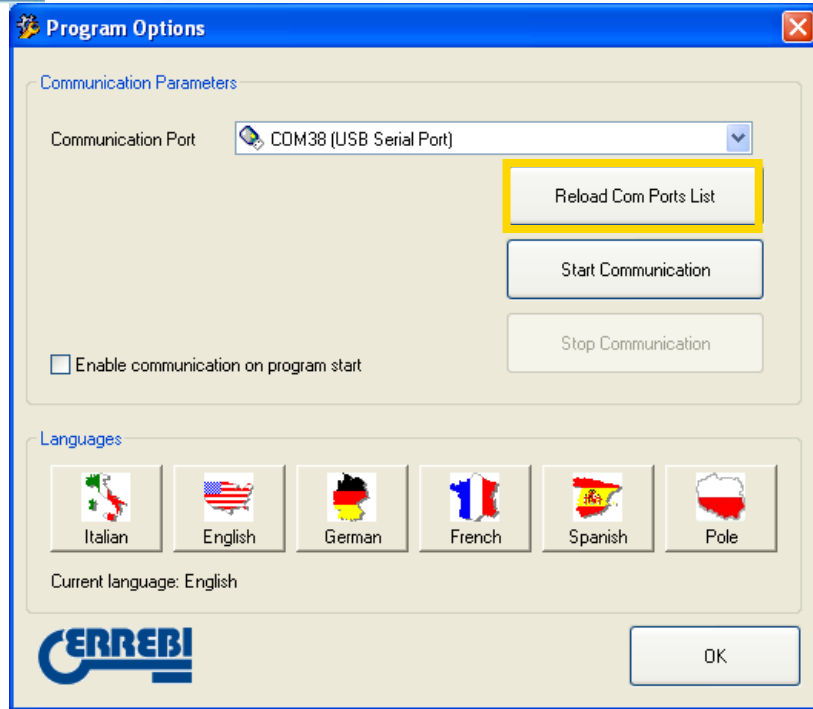 Program Options
Communication Parameters
Communication Port
COM38 (USB Serial Port)
Reload Com Ports List
Start Communication
Stop Communication
Enable communication on program start
Languages
Italian English German French Spanish Pole
Current language: English
ERREBI
OK